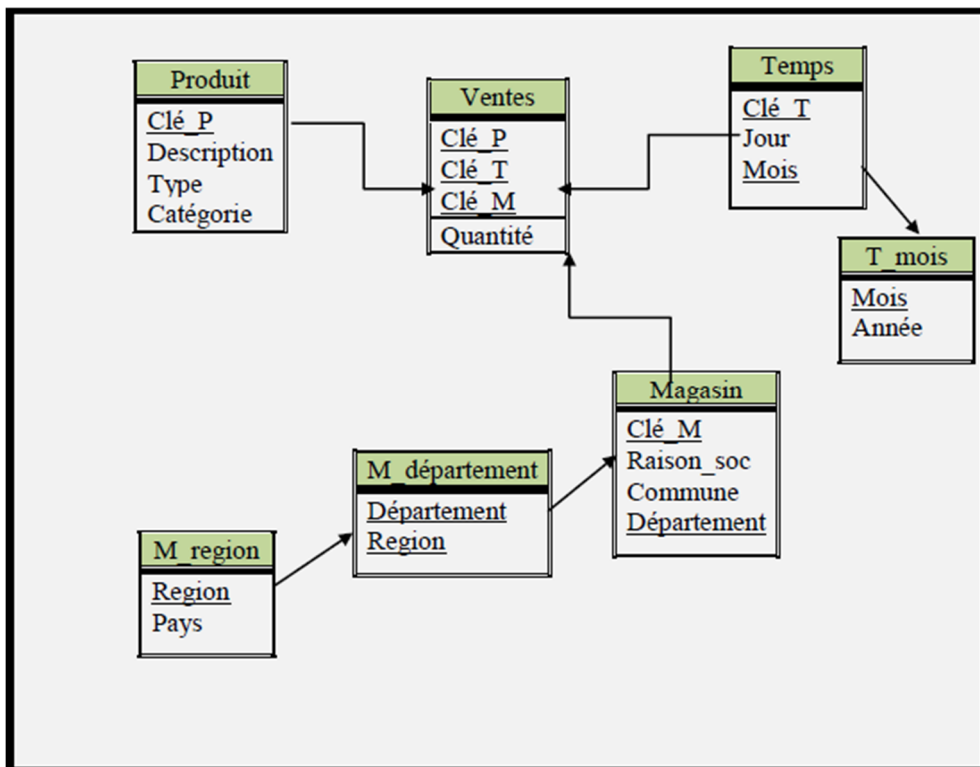 Produit
Clé_P
Description
Type
Catégorie
Ventes
Clé_P
Clé_T
Clé_M
Quantité
Temps
Clé_T
Jour
Mois
T_mois
Mois
Année
Magasin
Clé_M
Raison_soc
Commune
Département
M_département
Département
Region
M_region
Region
Pays